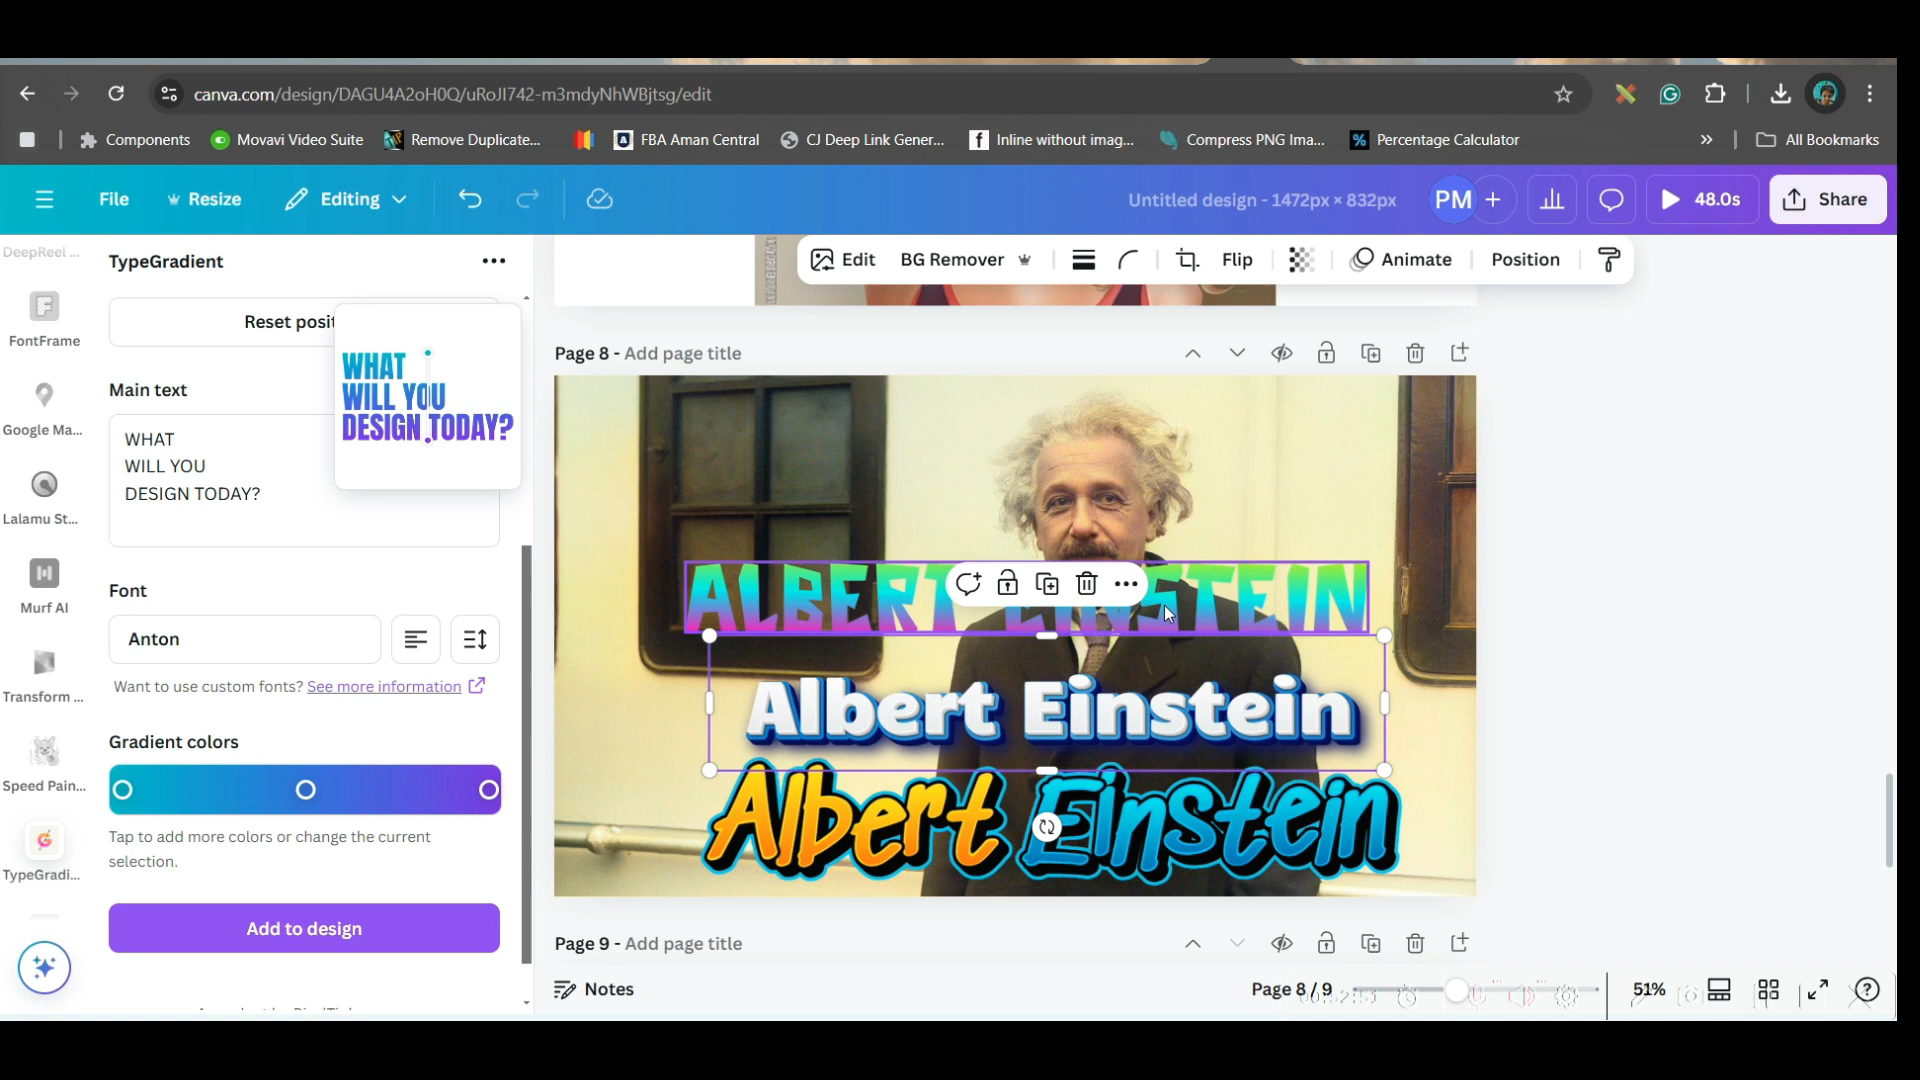 canva.com/design/DAGU4A2oH0Q/uRoJI742-m3mdyNhWBjtsg/edit
Components
Movavi Video Suite
Remove Duplicate...
FBA Aman Central
CJ Deep Link Gener...
Inline without imag...
Compress PNG Ima...
Percentage Calculator
All Bookmarks
File
Resize
Editing
Untitled design - 1472px × 832px
PM
48.0s
Share
DeepReel ...
FontFrame
Google Ma...
Lalamu St...
Murf AI
Transform ...
Speed Pain...
TypeGradi...
TypeGradient
Reset posit
WHAT
WILL YOU
DESIGN TODAY?
Main text
WHAT
WILL YOU
DESIGN TODAY?
Font
Anton
Want to use custom fonts? See more information
Gradient colors
Tap to add more colors or change the current
selection.
Add to design
Edit
BG Remover
Flip
Animate
Position
Page 8 - Add page title
ALBERT EINSTEIN
Albert Einstein
Albert Einstein
Page 9 - Add page title
Notes
Page 8 / 9
51%